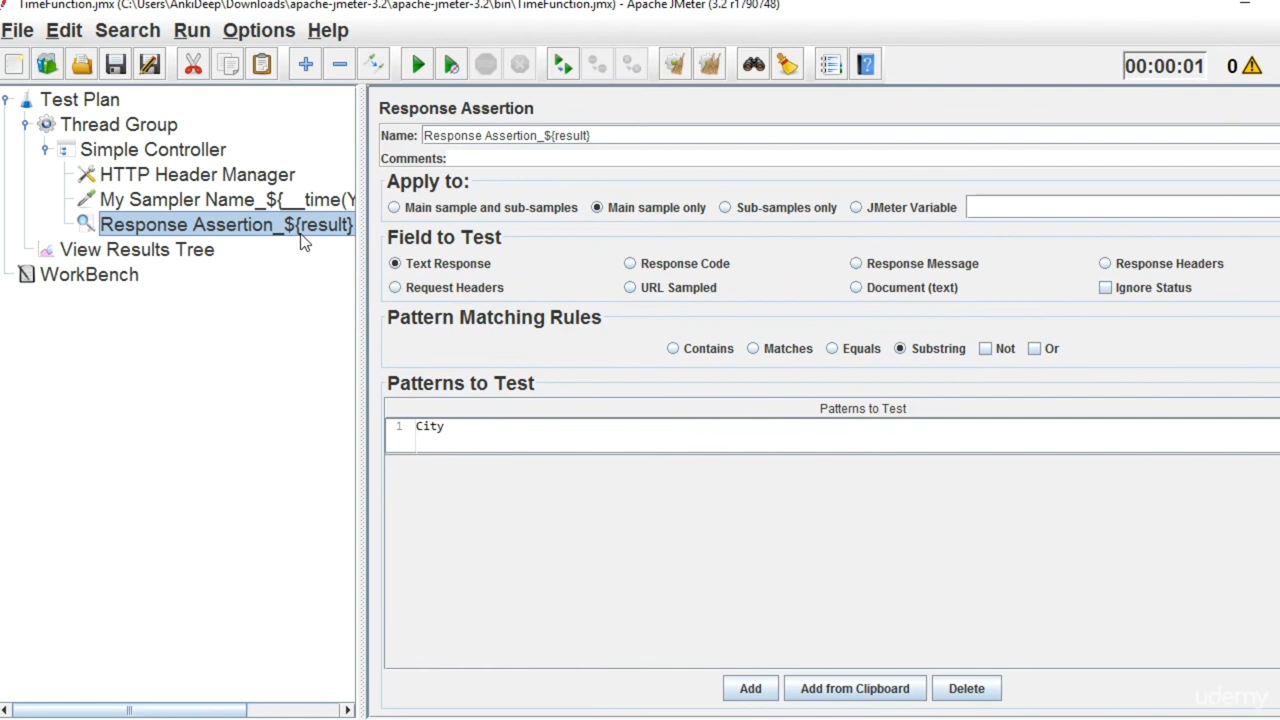 TimeFunction.jmx (C:\Users\AnkiDeep\Downloads\apache-jmeter-3.2\apache-jmeter-3.2\bin\TimeFunction.jmx) - Apache JMeter (3.2 r1790748)
File Edit Search Run Options Help
00:00:01 0
Test Plan
Thread Group
Simple Controller
HTTP Header Manager
My Sampler Name_${__time(Y
Response Assertion_${result}
View Results Tree
WorkBench
Response Assertion
Name: Response Assertion_${result}
Comments:
Apply to:
Main sample and sub-samples Main sample only Sub-samples only JMeter Variable
Field to Test
Text Response Response Code Response Message Response Headers
Request Headers URL Sampled Document (text) Ignore Status
Pattern Matching Rules
Contains Matches Equals Substring Not Or
Patterns to Test
Patterns to Test
1 City
Add Add from Clipboard Delete
udemy